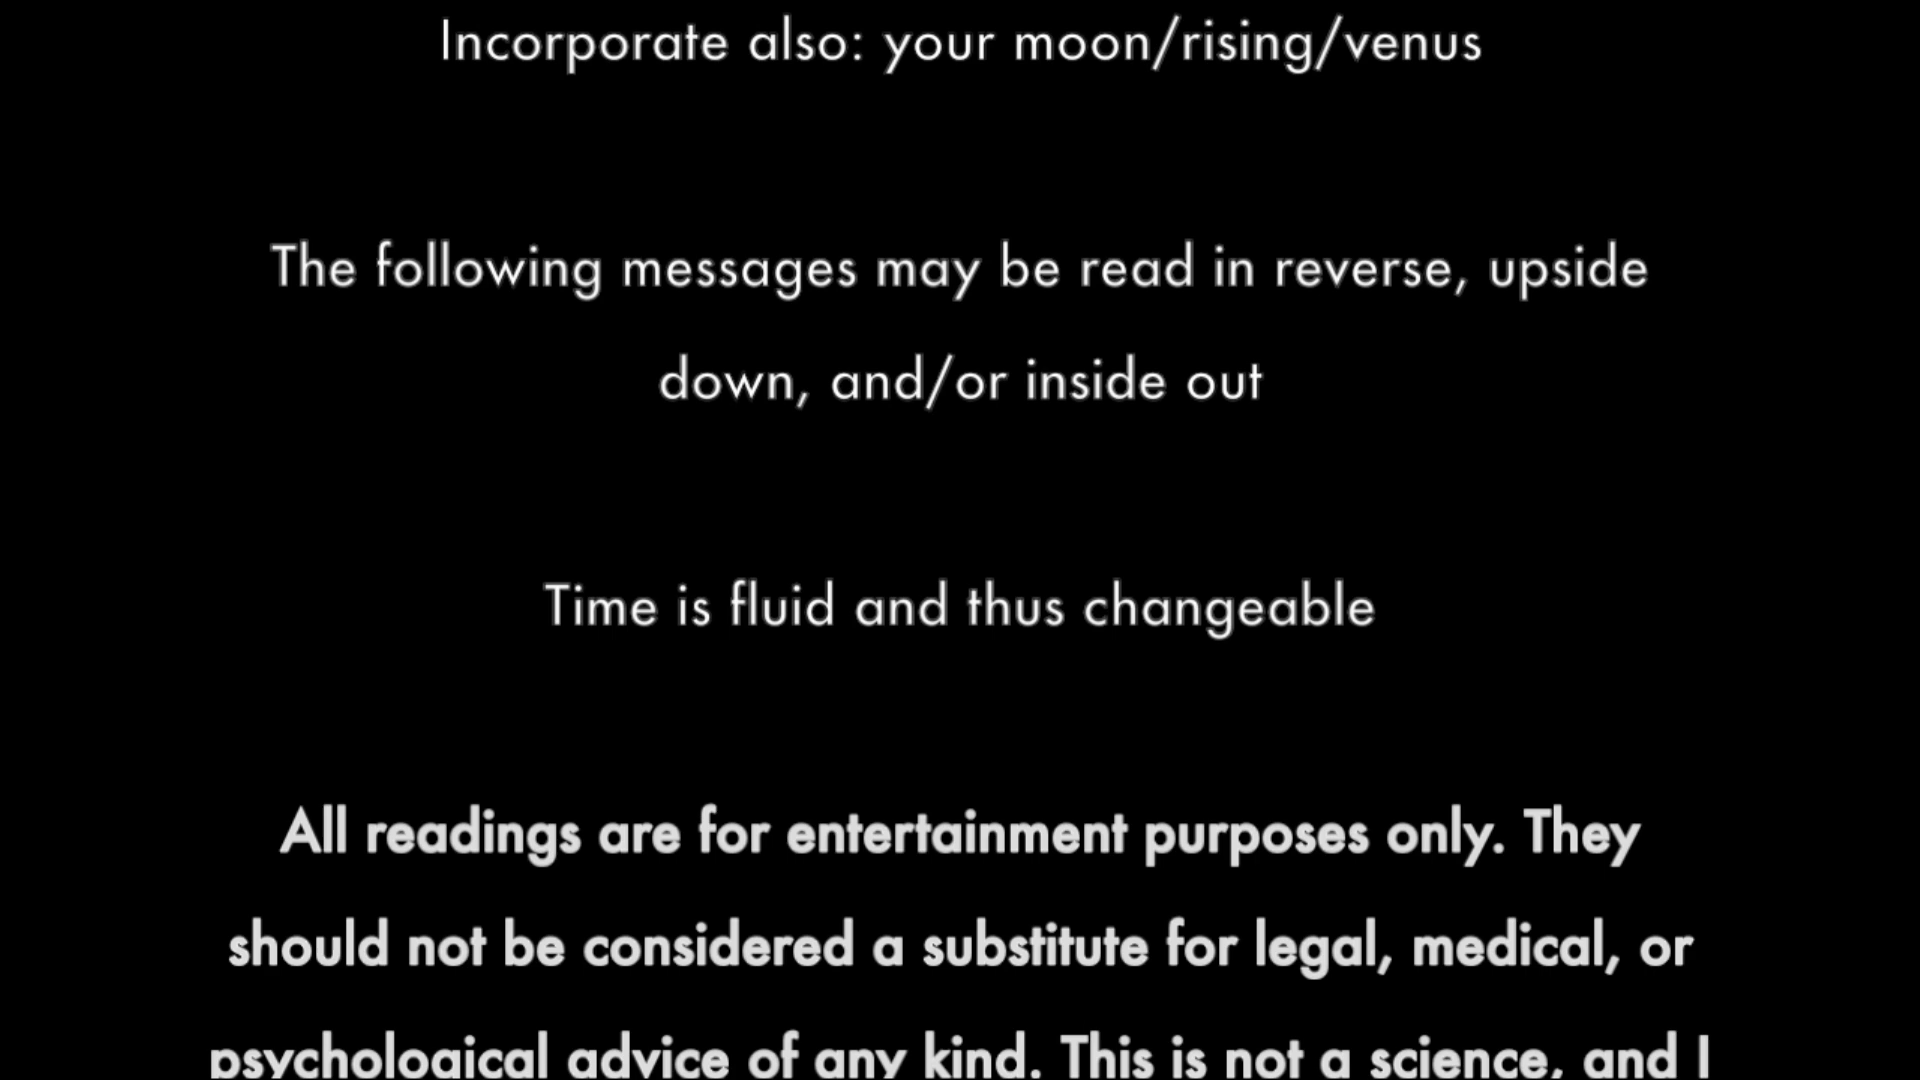 Incorporate also: your moon/rising/venus
The following messages may be read in reverse, upside
down, and/or inside out
Time is fluid and thus changeable
All readings are for entertainment purposes only. They
should not be considered a substitute for legal, medical, or
psychological advice of any kind. This is not a science, and I